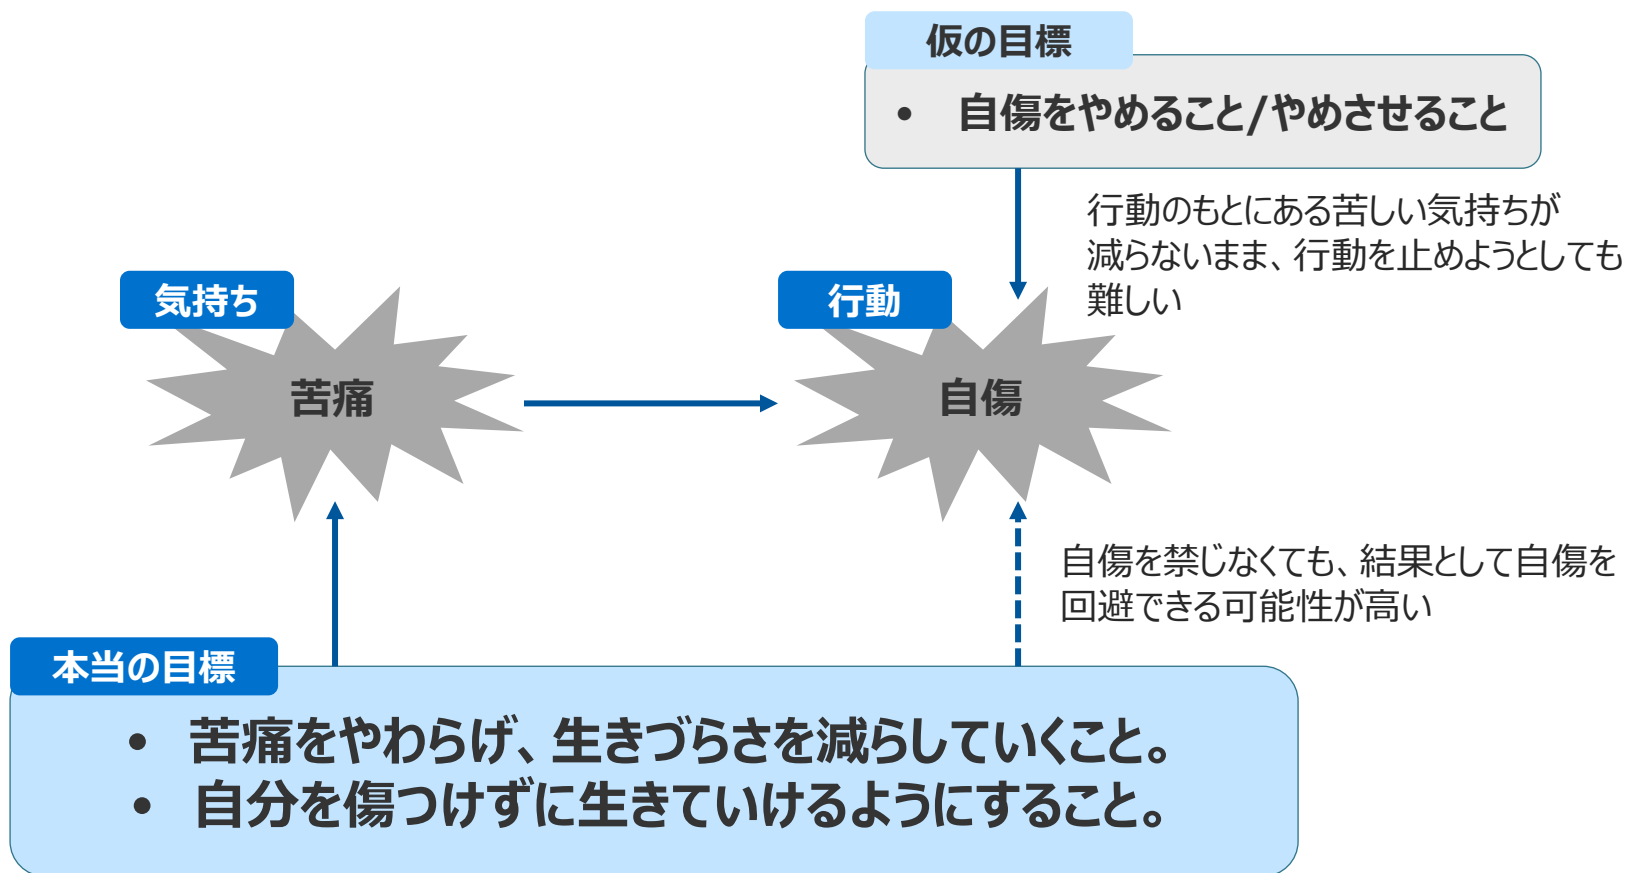 仮の目標
• 自傷をやめること/やめさせること
行動のもとにある苦しい気持ちが
減らないまま、行動を止めようとしても
難しい
気持ち
行動
苦痛
自傷
自傷を禁じなくても、結果として自傷を
回避できる可能性が高い
本当の目標
• 苦痛をやわらげ、生きづらさを減らしていくこと。
• 自分を傷つけずに生きていけるようにすること。